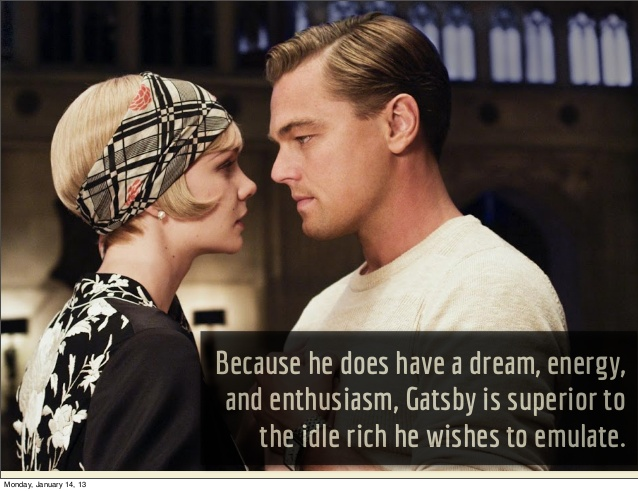 Because he does have a dream, energy,
and enthusiasm, Gatsby is superior to
the idle rich he wishes to emulate.
Monday, January 14, 13